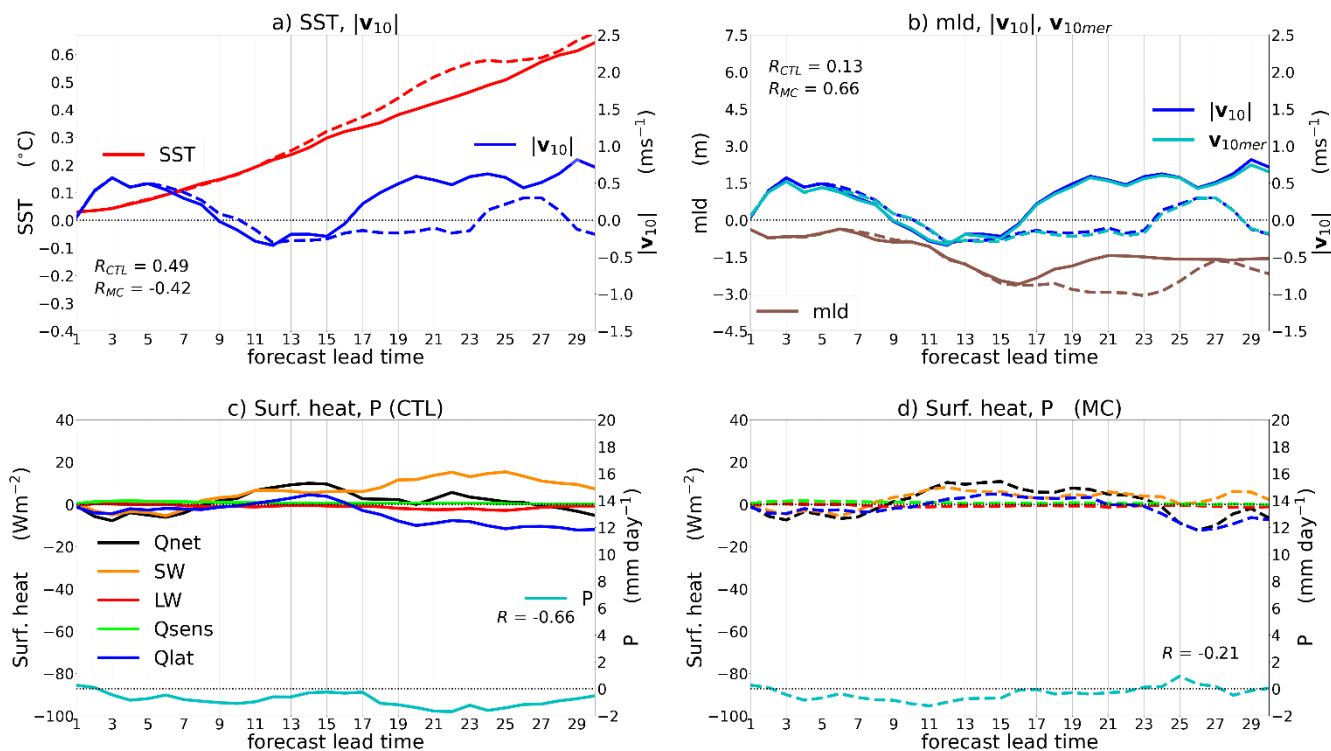 a) SST, |v₁₀|
0.6
0.5
0.4
0.3
0.2
0.1
0.0
−0.1
−0.2
−0.3
−0.4
SST (°C)
2.5
2.0
1.5
1.0
0.5
0.0
−0.5
−1.0
−1.5
|v₁₀| (ms⁻¹)
SST
|v₁₀|
R_CTL = 0.49
R_MC = -0.42
1 3 5 7 9 11 13 15 17 19 21 23 25 27 29
forecast lead time
b) mld, |v₁₀|, v₁₀mer
7.5
6.0
4.5
3.0
1.5
0.0
−1.5
−3.0
−4.5
mld (m)
2.5
2.0
1.5
1.0
0.5
0.0
−0.5
−1.0
−1.5
|v₁₀| (ms⁻¹)
R_CTL = 0.13
R_MC = 0.66
|v₁₀|
v₁₀mer
mld
1 3 5 7 9 11 13 15 17 19 21 23 25 27 29
forecast lead time
c) Surf. heat, P (CTL)
40
20
0
−20
−40
−60
−80
−100
Surf. heat (Wm⁻²)
20
18
16
14
12
10
8
6
4
2
0
−2
P (mm day⁻¹)
Qnet
SW
LW
Qsens
Qlat
P
R = -0.66
1 3 5 7 9 11 13 15 17 19 21 23 25 27 29
forecast lead time
d) Surf. heat, P (MC)
40
20
0
−20
−40
−60
−80
−100
Surf. heat (Wm⁻²)
20
18
16
14
12
10
8
6
4
2
0
−2
P (mm day⁻¹)
R = -0.21
1 3 5 7 9 11 13 15 17 19 21 23 25 27 29
forecast lead time